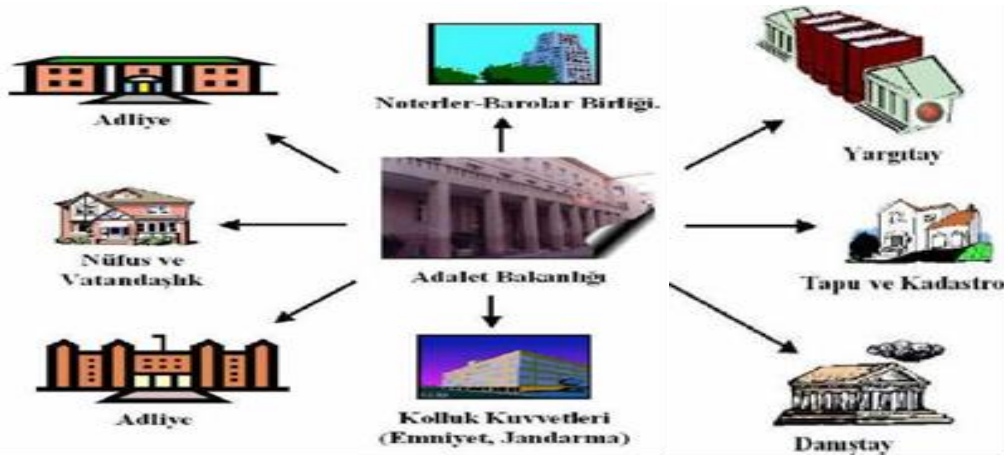 Adliye
Noterler-Barolar Birliği.
Yargıtay
Nüfus ve
Vatandaşlık
Adalet Bakanlığı
Tapu ve Kadastro
Adliye
Kolluk Kuvvetleri
(Emniyet, Jandarma)
Danıştay